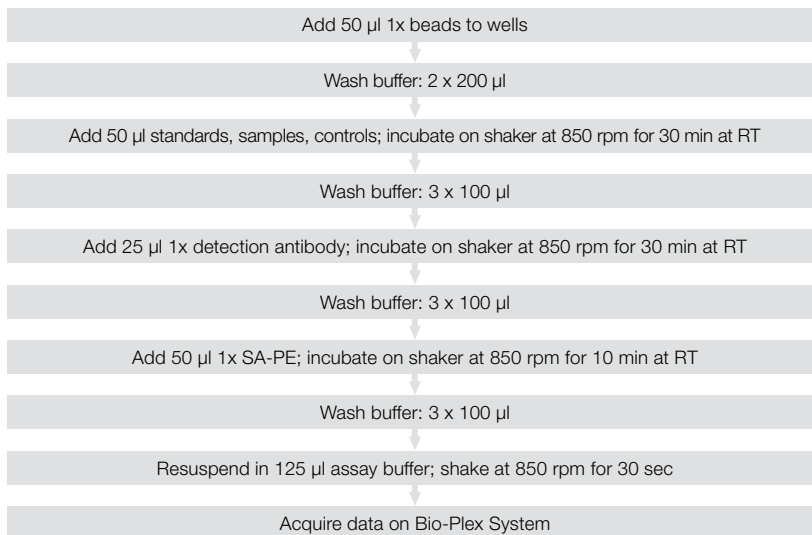 Add 50 µl 1x beads to wells
Wash buffer: 2 x 200 µl
Add 50 µl standards, samples, controls; incubate on shaker at 850 rpm for 30 min at RT
Wash buffer: 3 x 100 µl
Add 25 µl 1x detection antibody; incubate on shaker at 850 rpm for 30 min at RT
Wash buffer: 3 x 100 µl
Add 50 µl 1x SA-PE; incubate on shaker at 850 rpm for 10 min at RT
Wash buffer: 3 x 100 µl
Resuspend in 125 µl assay buffer; shake at 850 rpm for 30 sec
Acquire data on Bio-Plex System